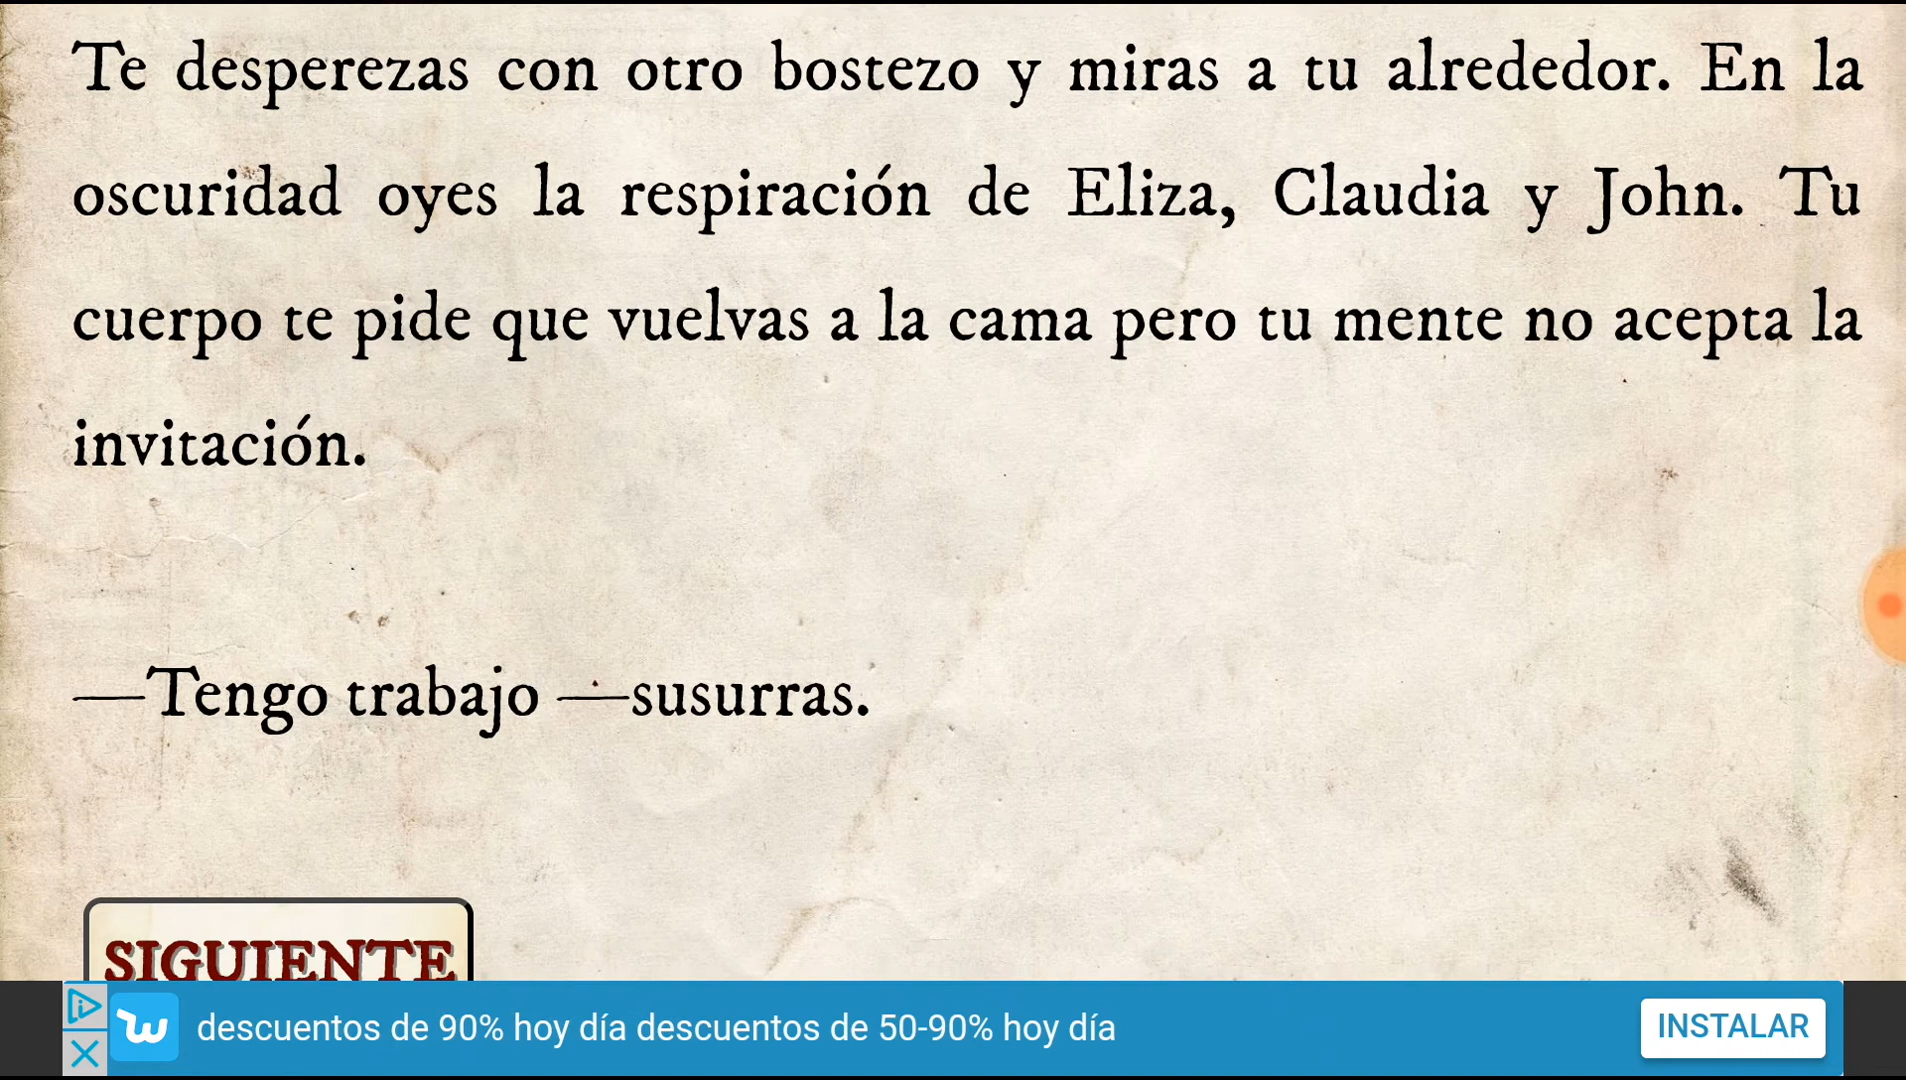 Te desperezas con otro bostezo y miras a tu alrededor. En la
oscuridad oyes la respiración de Eliza, Claudia y John. Tu
cuerpo te pide que vuelvas a la cama pero tu mente no acepta la
invitación.
—Tengo trabajo —susurras.
SIGUIENTE
descuentos de 90% hoy día descuentos de 50-90% hoy día
INSTALAR